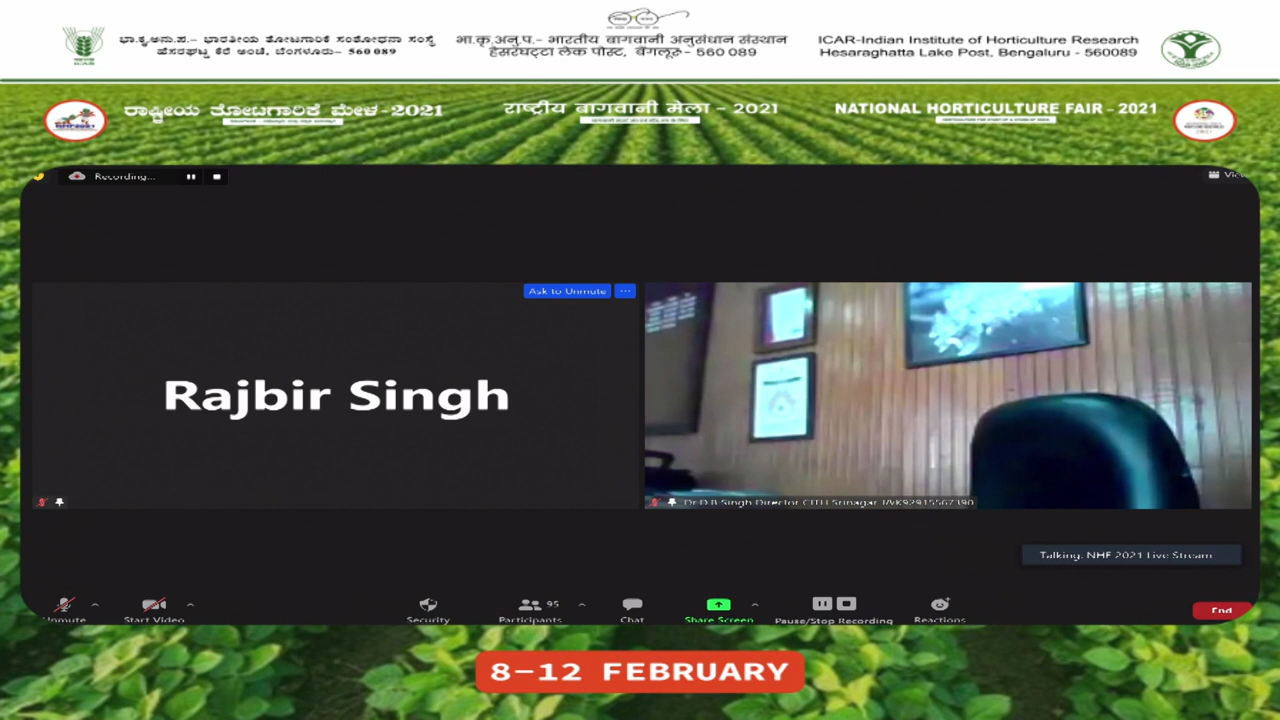 ಭಾ.ಕೃ.ಅನು.ಪ.- ಭಾರತೀಯ ತೋಟಗಾರಿಕೆ ಸಂಶೋಧನಾ ಸಂಸ್ಥೆ
ಹೆಸರಘಟ್ಟ ಕೆರೆ ಅಂಚೆ, ಬೆಂಗಳೂರು- 560 089
भा.कृ.अनु.प.- भारतीय बागवानी अनुसंधान संस्थान
हेसरघट्टा लेक पोस्ट, बेंगलूरू - 560 089
ICAR-Indian Institute of Horticulture Research
Hesaraghatta Lake Post, Bengaluru - 560089
ICAR
ರಾಷ್ಟ್ರೀಯ ತೋಟಗಾರಿಕೆ ಮೇಳ -2021
राष्ट्रीय बागवानी मेला - 2021
NATIONAL HORTICULTURE FAIR - 2021
Recording...
Ask to Unmute
Rajbir Singh
Talking: NHF 2021 Live Stream
Unmute
Start Video
Security
95
Participants
Chat
Share Screen
Pause/Stop Recording
Reactions
End
8–12 FEBRUARY